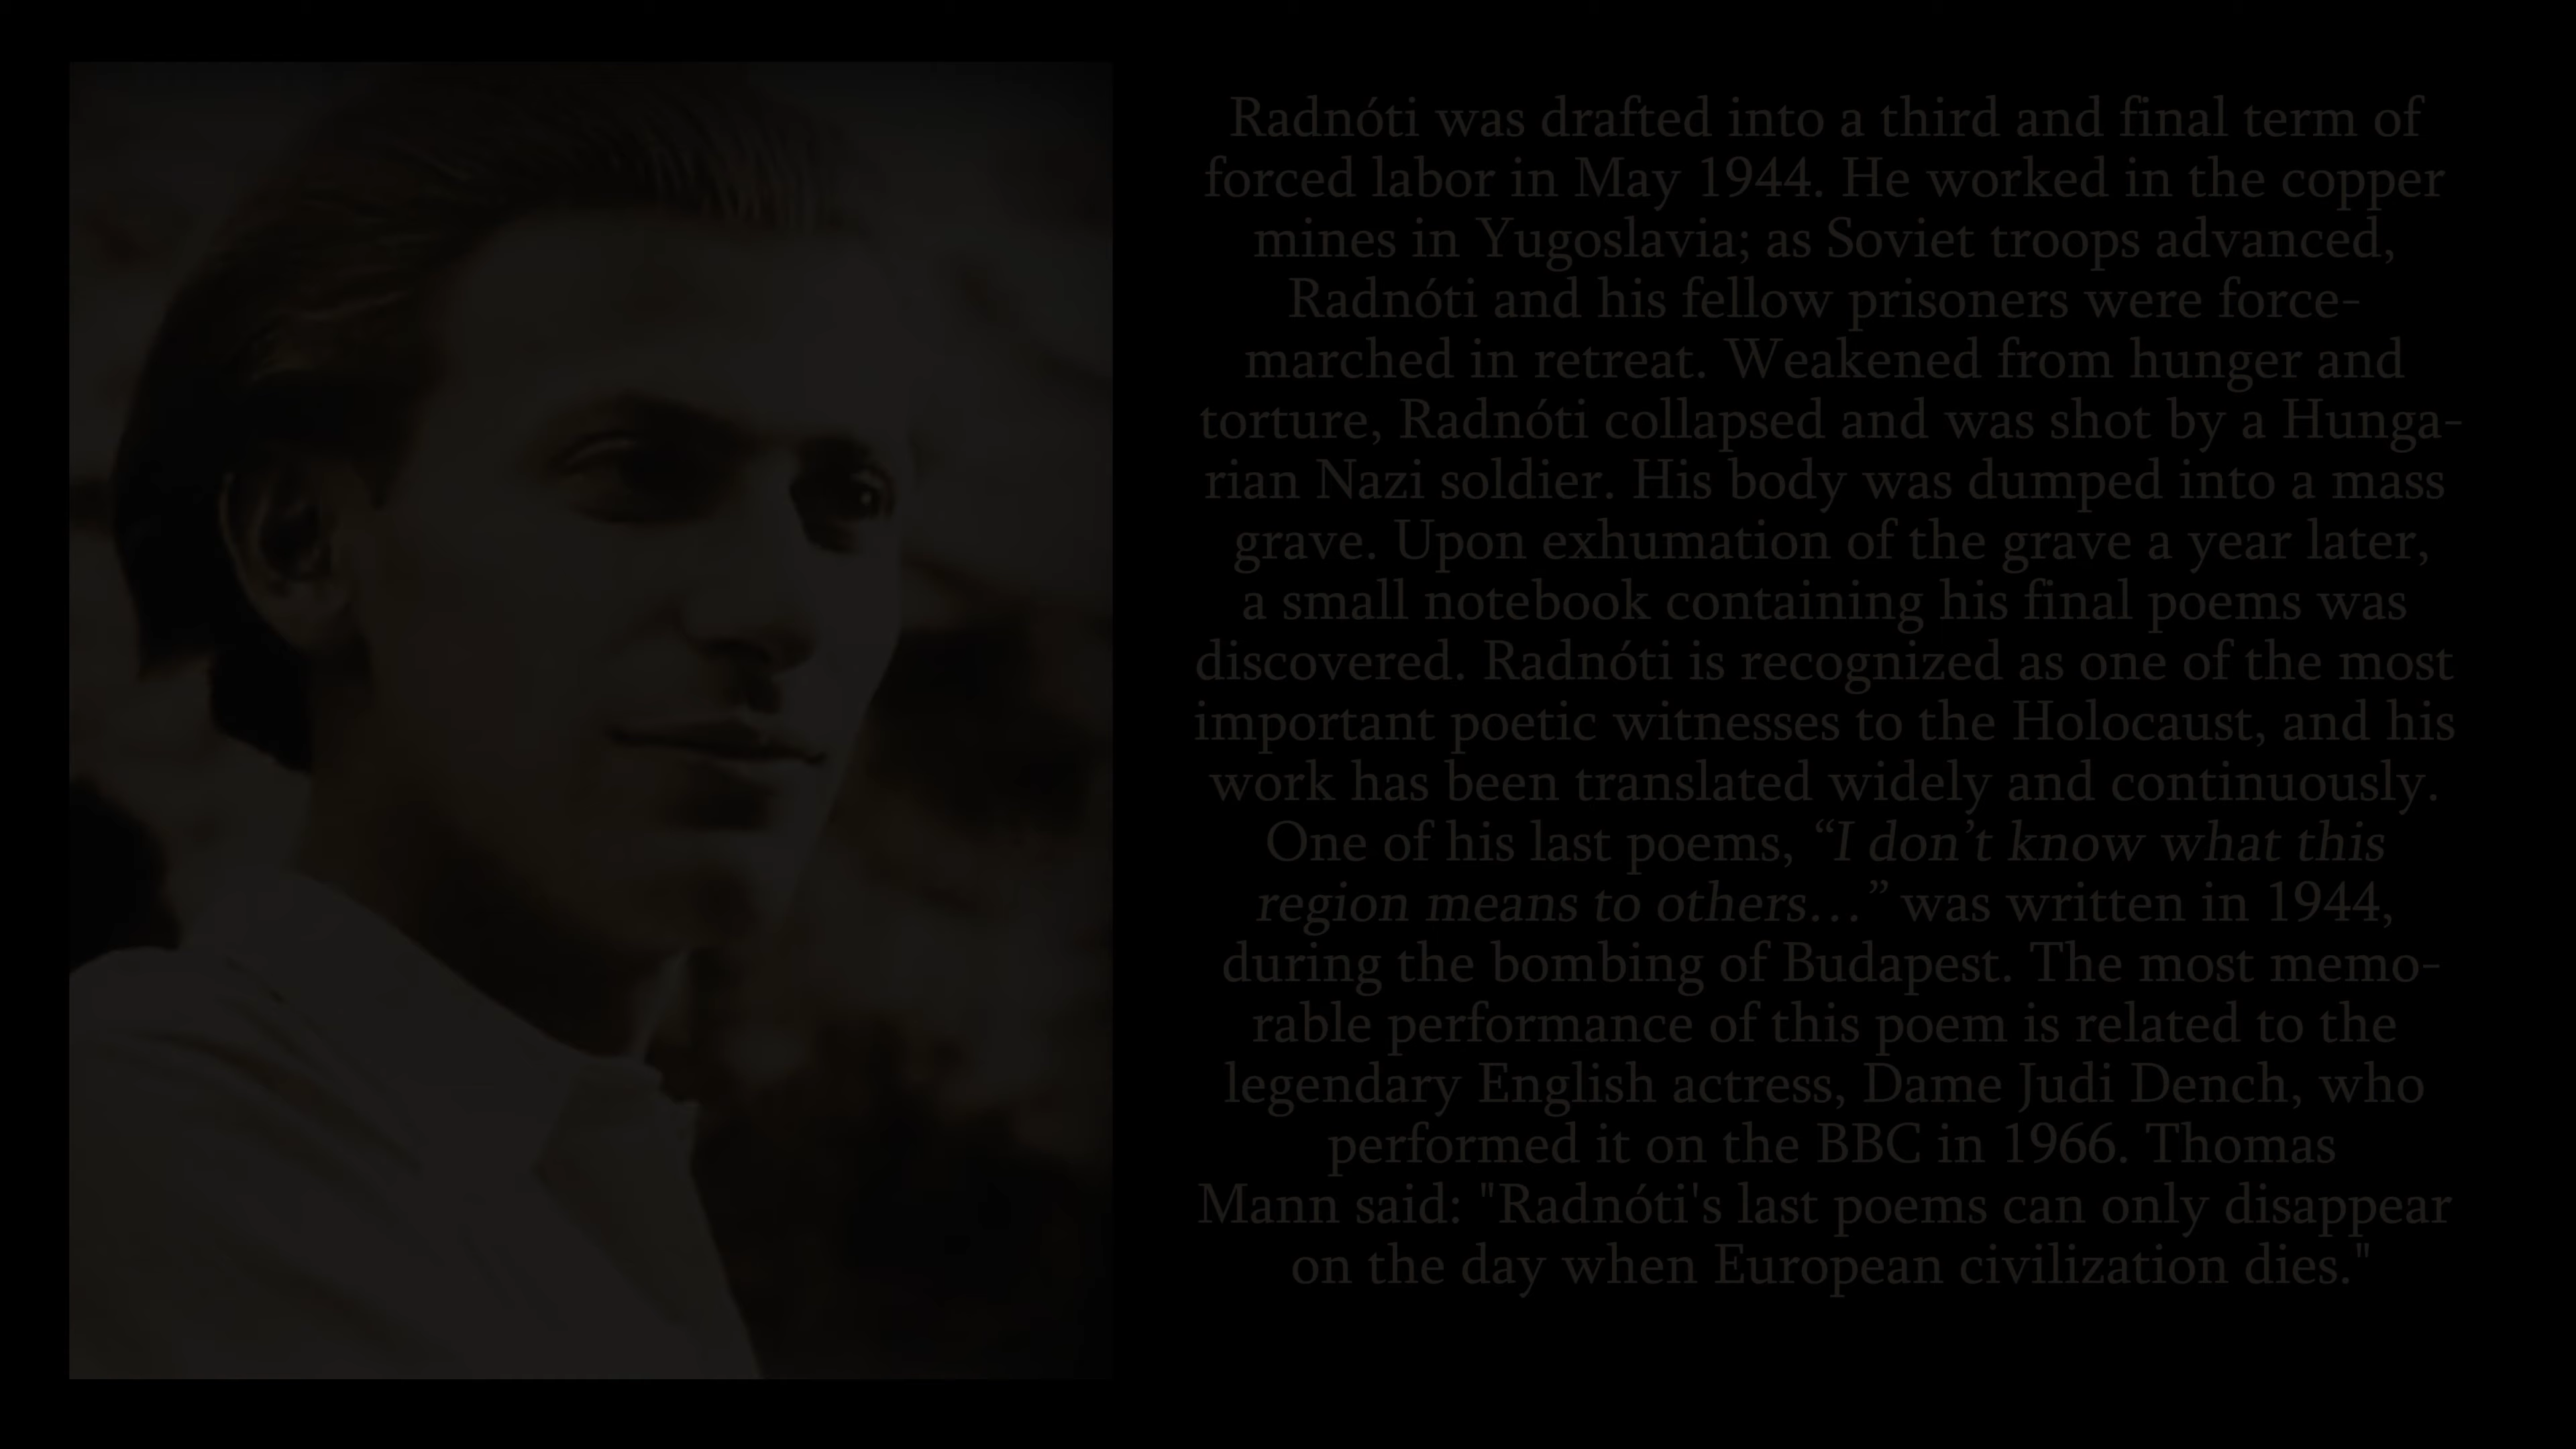 Radnóti was drafted into a third and final term of
forced labor in May 1944. He worked in the copper
mines in Yugoslavia; as Soviet troops advanced,
Radnóti and his fellow prisoners were force-
marched in retreat. Weakened from hunger and
torture, Radnóti collapsed and was shot by a Hunga-
rian Nazi soldier. His body was dumped into a mass
grave. Upon exhumation of the grave a year later,
a small notebook containing his final poems was
discovered. Radnóti is recognized as one of the most
important poetic witnesses to the Holocaust, and his
work has been translated widely and continuously.
One of his last poems, “I don’t know what this
region means to others…” was written in 1944,
during the bombing of Budapest. The most memo-
rable performance of this poem is related to the
legendary English actress, Dame Judi Dench, who
performed it on the BBC in 1966. Thomas
Mann said: "Radnóti's last poems can only disappear
on the day when European civilization dies."